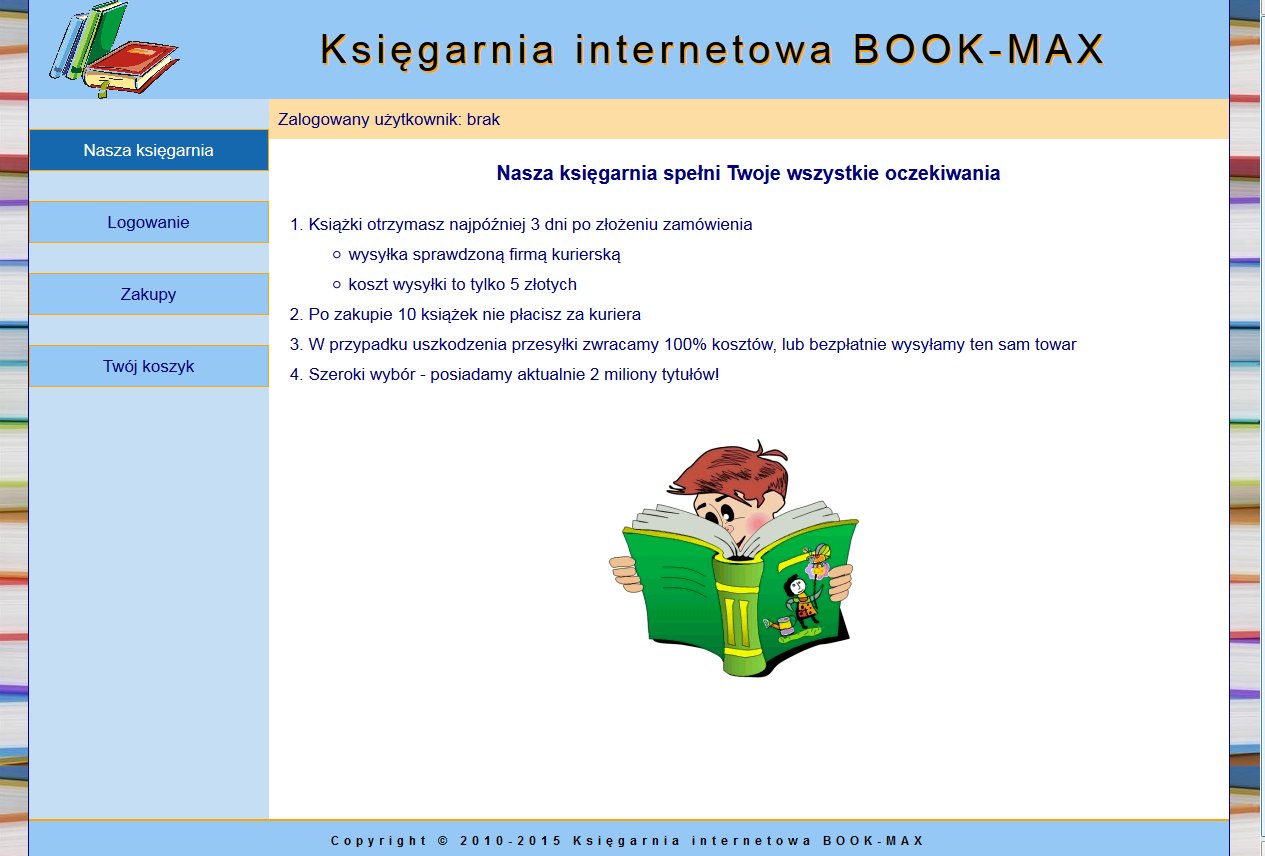 Księgarnia internetowa BOOK-MAX
Zalogowany użytkownik: brak
Nasza księgarnia
Logowanie
Zakupy
Twój koszyk
Nasza księgarnia spełni Twoje wszystkie oczekiwania
1. Książki otrzymasz najpóźniej 3 dni po złożeniu zamówienia
wysyłka sprawdzoną firmą kurierską
koszt wysyłki to tylko 5 złotych
2. Po zakupie 10 książek nie płacisz za kuriera
3. W przypadku uszkodzenia przesyłki zwracamy 100% kosztów, lub bezpłatnie wysyłamy ten sam towar
4. Szeroki wybór - posiadamy aktualnie 2 miliony tytułów!
Copyright © 2010-2015 Księgarnia internetowa BOOK-MAX